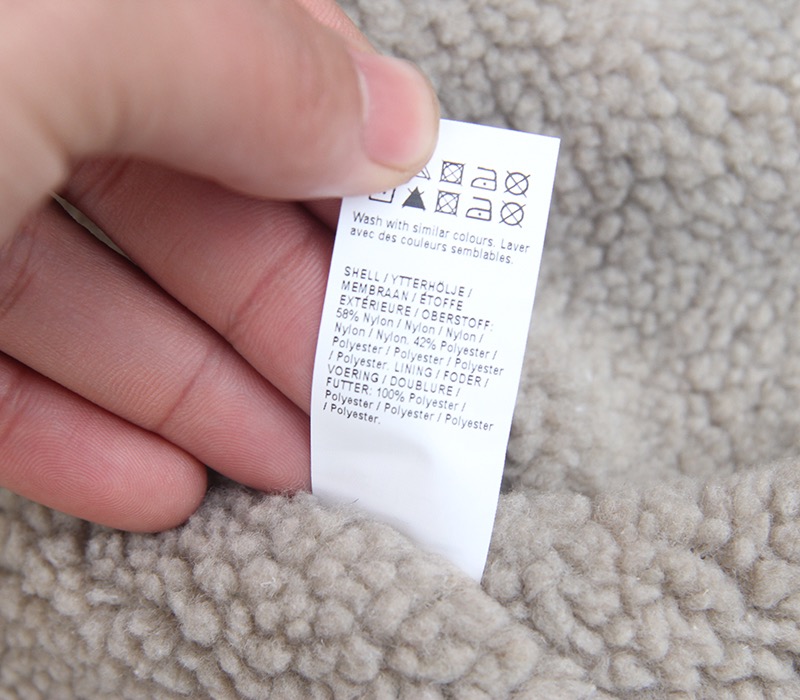 Wash with similar colours. Laver
avec des couleurs semblables.
SHELL / YTTERHÖLJE /
MEMBRAAN / ÉTOFFE
EXTÉRIEURE / OBERSTOFF:
58% Nylon / Nylon / Nylon /
Nylon / Nylon. 42% Polyester /
Polyester / Polyester / Polyester
/ Polyester. LINING / FODER /
VOERING / DOUBLURE /
FUTTER: 100% Polyester /
Polyester / Polyester / Polyester
/ Polyester.